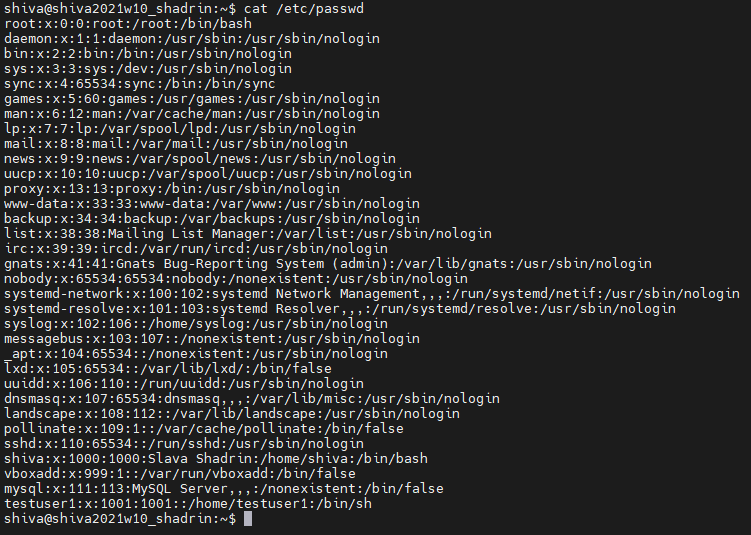 shiva@shiva2021w10_shadrin:~$ cat /etc/passwd
root:x:0:0:root:/root:/bin/bash
daemon:x:1:1:daemon:/usr/sbin:/usr/sbin/nologin
bin:x:2:2:bin:/bin:/usr/sbin/nologin
sys:x:3:3:sys:/dev:/usr/sbin/nologin
sync:x:4:65534:sync:/bin:/bin/sync
games:x:5:60:games:/usr/games:/usr/sbin/nologin
man:x:6:12:man:/var/cache/man:/usr/sbin/nologin
lp:x:7:7:lp:/var/spool/lpd:/usr/sbin/nologin
mail:x:8:8:mail:/var/mail:/usr/sbin/nologin
news:x:9:9:news:/var/spool/news:/usr/sbin/nologin
uucp:x:10:10:uucp:/var/spool/uucp:/usr/sbin/nologin
proxy:x:13:13:proxy:/bin:/usr/sbin/nologin
www-data:x:33:33:www-data:/var/www:/usr/sbin/nologin
backup:x:34:34:backup:/var/backups:/usr/sbin/nologin
list:x:38:38:Mailing List Manager:/var/list:/usr/sbin/nologin
irc:x:39:39:ircd:/var/run/ircd:/usr/sbin/nologin
gnats:x:41:41:Gnats Bug-Reporting System (admin):/var/lib/gnats:/usr/sbin/nologin
nobody:x:65534:65534:nobody:/nonexistent:/usr/sbin/nologin
systemd-network:x:100:102:systemd Network Management,,,:/run/systemd/netif:/usr/sbin/nologin
systemd-resolve:x:101:103:systemd Resolver,,,:/run/systemd/resolve:/usr/sbin/nologin
syslog:x:102:106::/home/syslog:/usr/sbin/nologin
messagebus:x:103:107::/nonexistent:/usr/sbin/nologin
_apt:x:104:65534::/nonexistent:/usr/sbin/nologin
lxd:x:105:65534::/var/lib/lxd/:/bin/false
uuidd:x:106:110::/run/uuidd:/usr/sbin/nologin
dnsmasq:x:107:65534:dnsmasq,,,:/var/lib/misc:/usr/sbin/nologin
landscape:x:108:112::/var/lib/landscape:/usr/sbin/nologin
pollinate:x:109:1::/var/cache/pollinate:/bin/false
sshd:x:110:65534::/run/sshd:/usr/sbin/nologin
shiva:x:1000:1000:Slava Shadrin:/home/shiva:/bin/bash
vboxadd:x:999:1::/var/run/vboxadd:/bin/false
mysql:x:111:113:MySQL Server,,,:/nonexistent:/bin/false
testuser1:x:1001:1001::/home/testuser1:/bin/sh
shiva@shiva2021w10_shadrin:~$